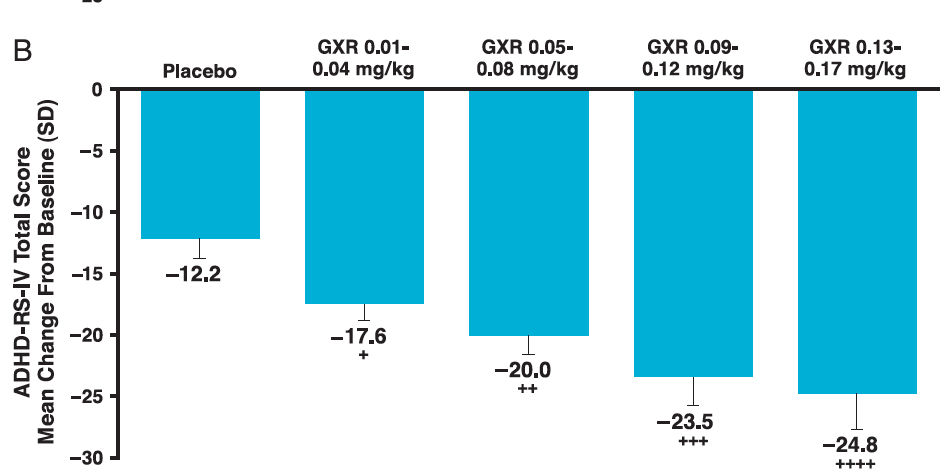 B
Placebo
GXR 0.01-
0.04 mg/kg
GXR 0.05-
0.08 mg/kg
GXR 0.09-
0.12 mg/kg
GXR 0.13-
0.17 mg/kg
ADHD-RS-IV Total Score
Mean Change From Baseline (SD)
0
−5
−10
−15
−20
−25
−30
−12.2
−17.6
+
−20.0
++
−23.5
+++
−24.8
++++